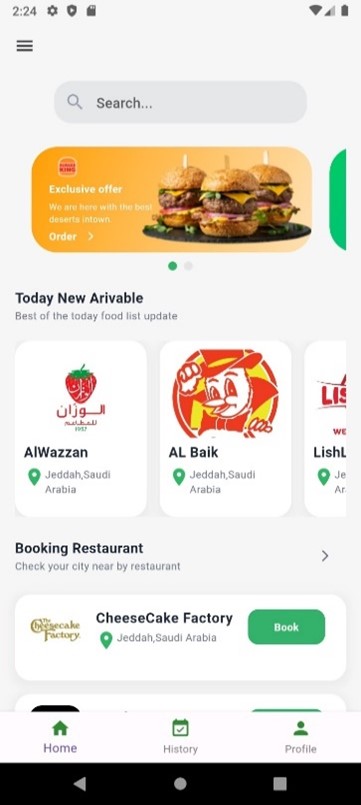 2:24
Search...
BURGER
KING
Exclusive offer
We are here with the best
deserts intown.
Order
Today New Arivable
Best of the today food list update
الوزان
للمطاعم
AlWazzan
Jeddah,Saudi
Arabia
AL Baik
Jeddah,Saudi
Arabia
LIS
WE
LishL
Je
Ar
Booking Restaurant
Check your city near by restaurant
The
Cheesecake
Factory
CheeseCake Factory
Jeddah,Saudi Arabia
Book
Home
History
Profile